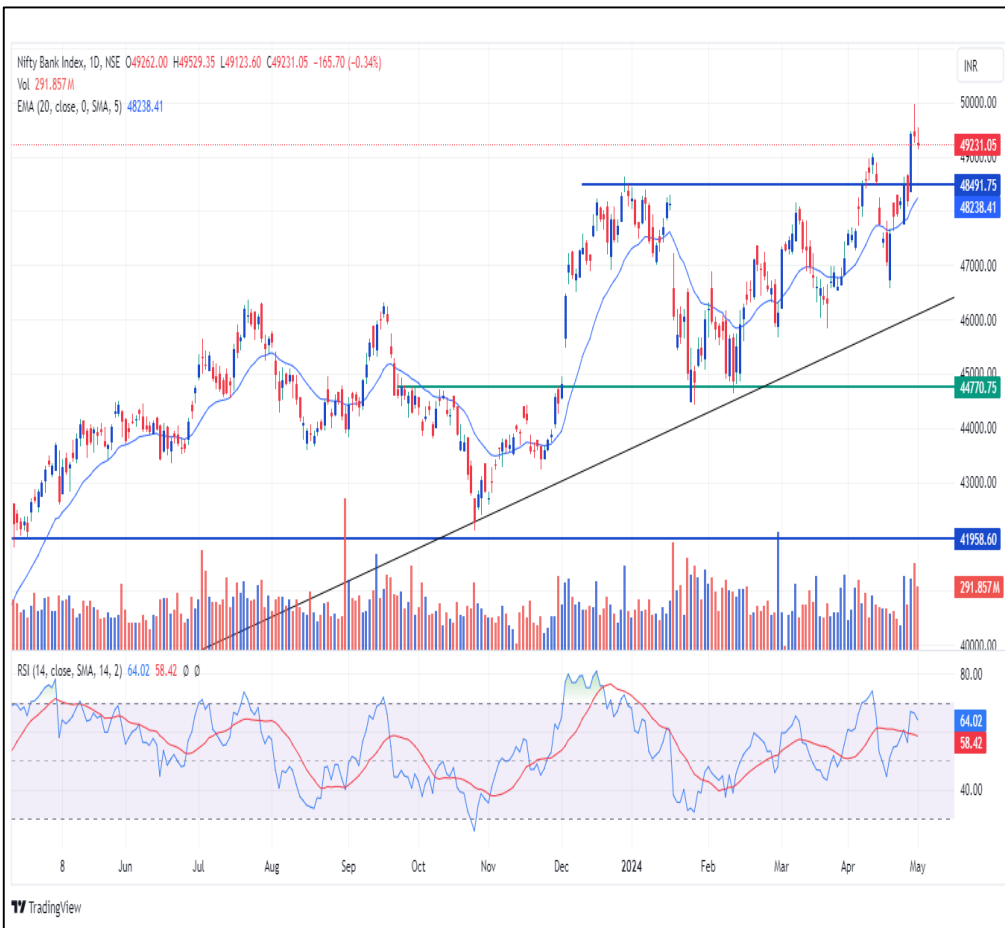 Nifty Bank Index, 1D, NSE O49262.00 H49529.35 L49123.60 C49231.05 −165.70 (−0.34%)
INR
Vol 291.857M
EMA (20, close, 0, SMA, 5) 48238.41
50000.00
49231.05
49000.00
48491.75
48238.41
47000.00
46000.00
45000.00
44770.75
44000.00
43000.00
41958.60
291.857M
40000.00
RSI (14, close, SMA, 14, 2) 64.02 58.42 Ø Ø
80.00
64.02
58.42
40.00
8 Jun Jul Aug Sep Oct Nov Dec 2024 Feb Mar Apr May
TradingView